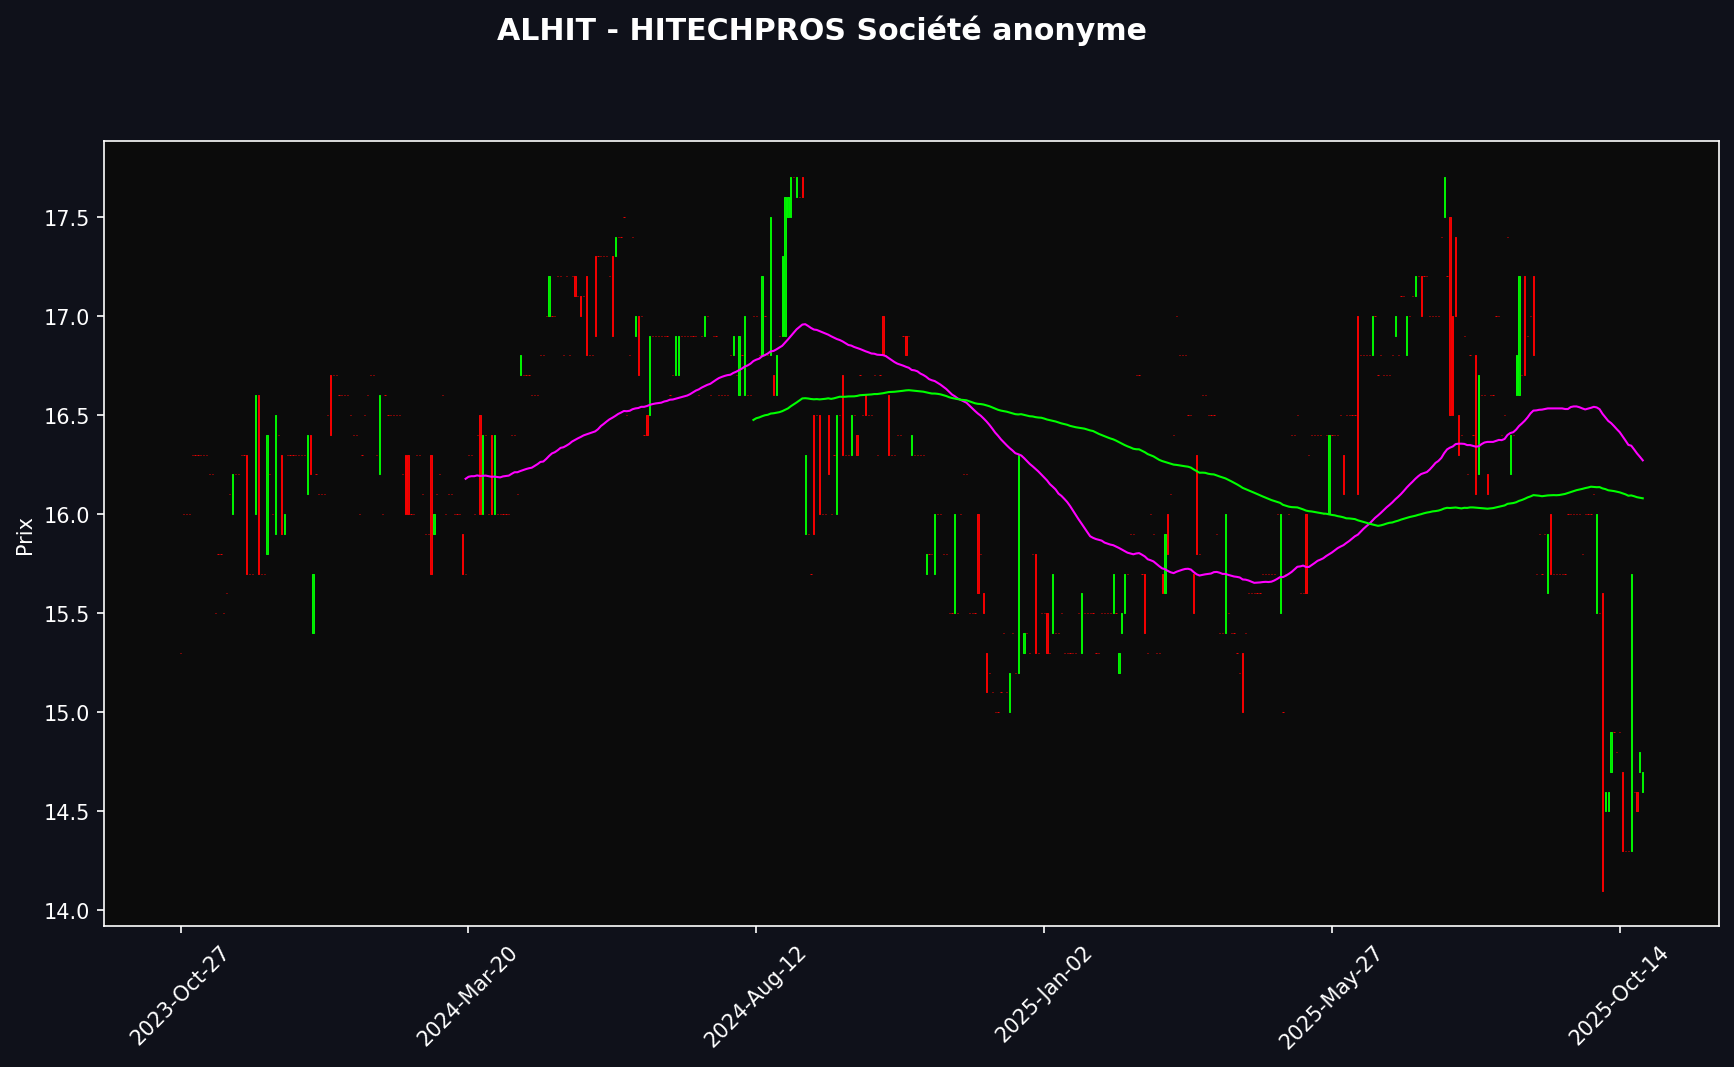 ALHIT - HITECHPROS Société anonyme
Prix
17.5
17.0
16.5
16.0
15.5
15.0
14.5
14.0
2023-Oct-27
2024-Mar-20
2024-Aug-12
2025-Jan-02
2025-May-27
2025-Oct-14